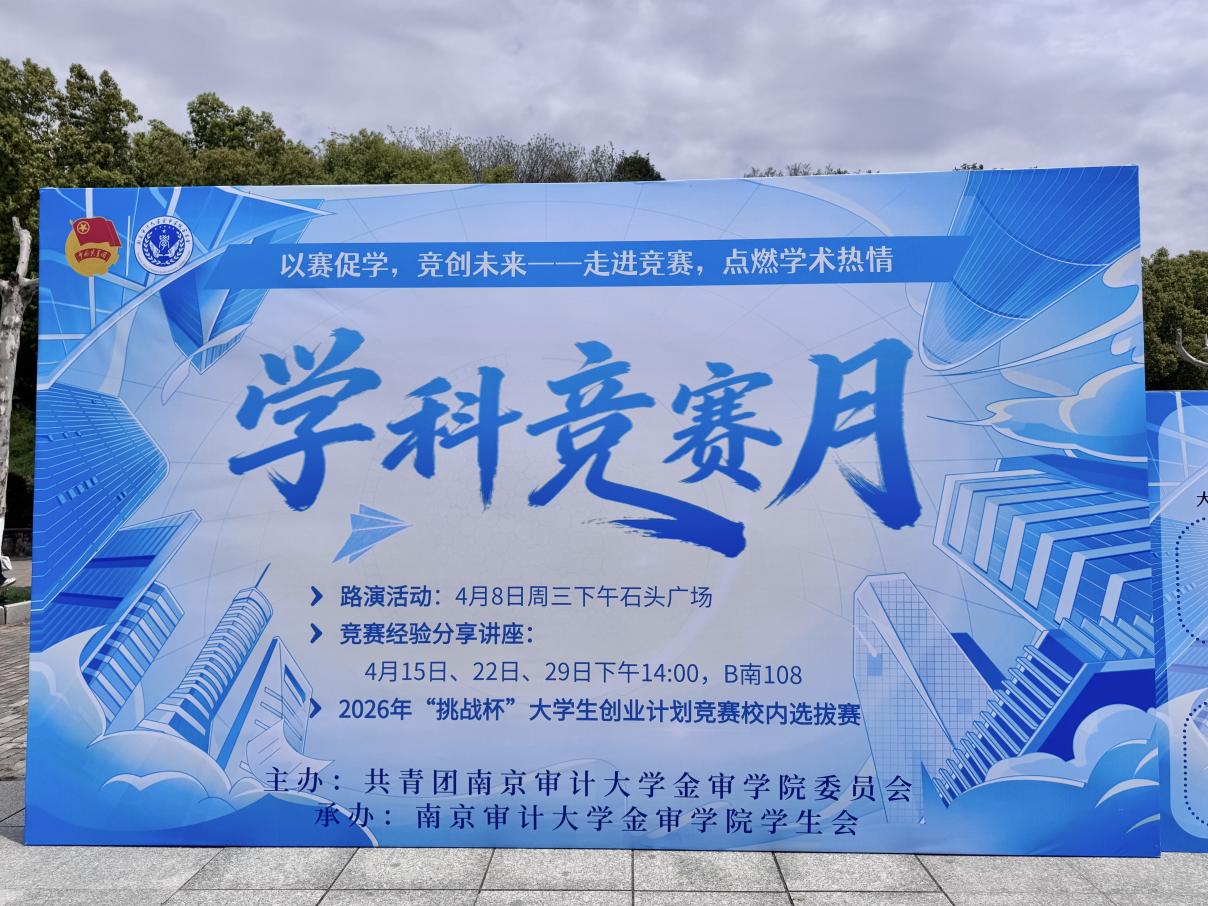 以赛促学，竞创未来——走进竞赛，点燃学术热情
学科竞赛月
路演活动：4月8日周三下午石头广场
竞赛经验分享讲座：
4月15日、22日、29日下午14:00，B南108
2026年“挑战杯”大学生创业计划竞赛校内选拔赛
主办：共青团南京审计大学金审学院委员会
承办：南京审计大学金审学院学生会